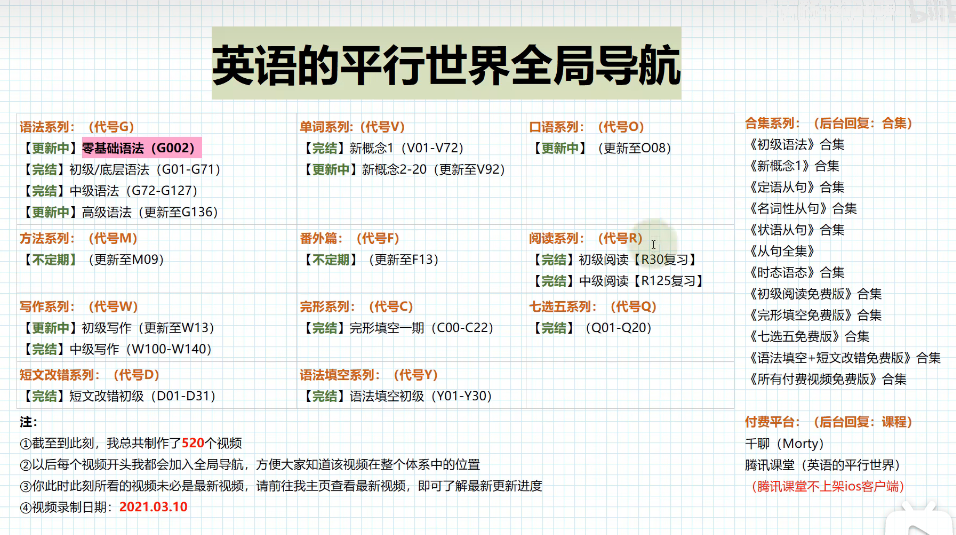 英语的平行世界全局导航
语法系列：（代号G）
【更新中】零基础语法（G002）
【完结】初级/底层语法（G01-G71）
【完结】中级语法（G72-G127）
【更新中】高级语法（更新至G136）
单词系列:（代号V）
【完结】新概念1（V01-V72）
【更新中】新概念2-20（更新至V92）
口语系列：（代号O）
【更新中】（更新至O08）
方法系列：（代号M）
【不定期】（更新至M09）
番外篇：（代号F）
【不定期】（更新至F13）
阅读系列：（代号R）
【完结】初级阅读【R30复习】
【完结】中级阅读【R125复习】
写作系列：（代号W）
【更新中】初级写作（更新至W13）
【完结】中级写作（W100-W140）
完形系列：（代号C）
【完结】完形填空一期（C00-C22）
七选五系列：（代号Q）
【完结】（Q01-Q20）
短文改错系列：（代号D）
【完结】短文改错初级（D01-D31）
语法填空系列：（代号Y）
【完结】语法填空初级（Y01-Y30）
注：
①截至到此刻，我总共制作了520个视频
②以后每个视频开头我都会加入全局导航，方便大家知道该视频在整个体系中的位置
③你此时此刻所看的视频未必是最新视频，请前往我主页查看最新视频，即可了解最新更新进度
④视频录制日期：2021.03.10
合集系列：（后台回复：合集）
《初级语法》合集
《新概念1》合集
《定语从句》合集
《名词性从句》合集
《状语从句》合集
《从句全集》
《时态语态》合集
《初级阅读免费版》合集
《完形填空免费版》合集
《七选五免费版》合集
《语法填空+短文改错免费版》合集
《所有付费视频免费版》合集
付费平台：（后台回复：课程）
千聊（Morty）
腾讯课堂（英语的平行世界）
（腾讯课堂不上架ios客户端）